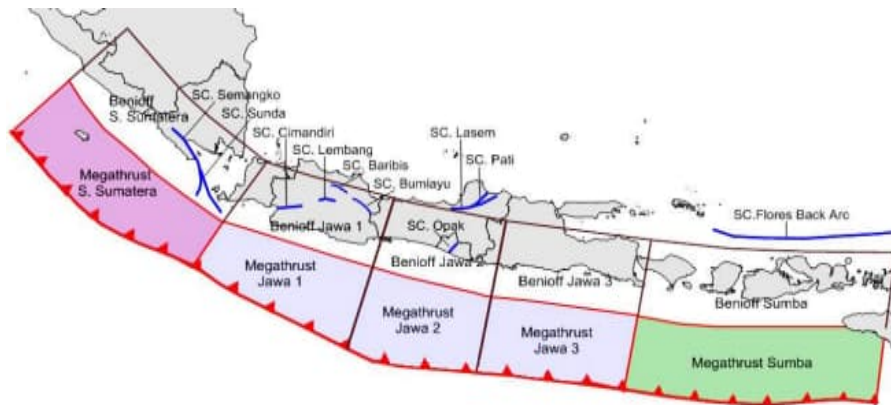 SC. Semangko
Benioff
S. Sumatera
SC. Sunda
SC. Cimandiri
SC. Lembang
SC. Baribis
SC. Bumlayu
SC. Lasem
SC. Pati
SC.Flores Back Arc
Megathrust
S. Sumatera
Benioff Jawa 1
SC. Opak
Benioff Jawa 2
Benioff Jawa 3
Benioff Sumba
Megathrust
Jawa 1
Megathrust
Jawa 2
Megathrust
Jawa 3
Megathrust Sumba